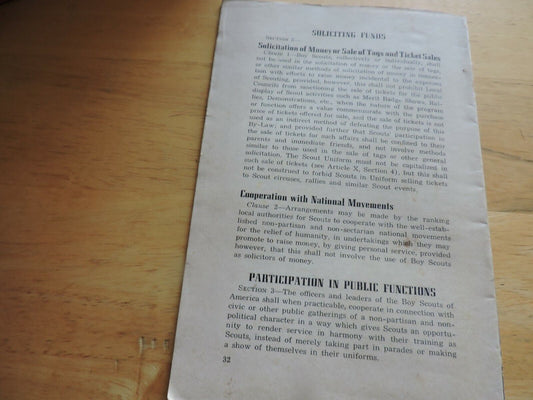 SOLICITING FUNDS
SECTION 2.—
Solicitation of Money or Sale of Tags and Ticket Sales
Clause 1—Boy Scouts, collectively or individually, shall
not be used in the solicitation of money or the sale of tags,
or other similar methods of solicitation of money in connec-
tion with efforts to raise money incidental to the expenses
of Scouting, provided, however, this shall not prohibit Local
Councils from sanctioning the sale of tickets for the public
display of Scout activities such as Merit Badge Shows, Ral-
lies, Demonstrations, etc., when the nature of the program
or function offers a value commensurate with the purchase
price of tickets offered for sale, and the sale of tickets is not
used as an indirect method of defeating the purpose of this
By-Law; and provided further that Scouts' participation in
the sale of tickets for such affairs shall be confined to their
parents and immediate friends, and not involve methods
similar to those used in the sale of tags or other general
solicitation. The Scout Uniform must not be capitalized in
such sale of tickets (see Article X, Section 4), but this shall
not be construed to forbid Scouts in Uniform selling tickets
to Scout circuses, rallies and similar Scout events.
Cooperation with National Movements
Clause 2—Arrangements may be made by the ranking
local authorities for Scouts to cooperate with the well-estab-
lished non-partisan and non-sectarian national movements
for the relief of humanity, in undertakings which they may
promote to raise money, by giving personal service, provided
however, that this shall not involve the use of Boy Scouts
as solicitors of money.
PARTICIPATION IN PUBLIC FUNCTIONS
SECTION 3—The officers and leaders of the Boy Scouts of
America shall when practicable, cooperate in connection with
civic or other public gatherings of a non-partisan and non-
political character in a way which gives Scouts an opportu-
nity to render service in harmony with their training as
Scouts, instead of merely taking part in parades or making
a show of themselves in their uniforms.
32